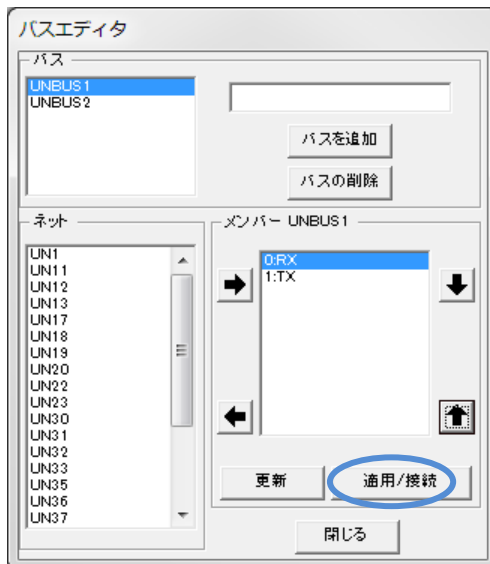 バスエディタ
バス
UNBUS1
UNBUS2
バスを追加
バスの削除
ネット
UN1
UN11
UN12
UN13
UN17
UN18
UN19
UN20
UN22
UN23
UN30
UN31
UN32
UN33
UN35
UN36
UN37
メンバー UNBUS1
0:RX
1:TX
更新
適用/接続
閉じる